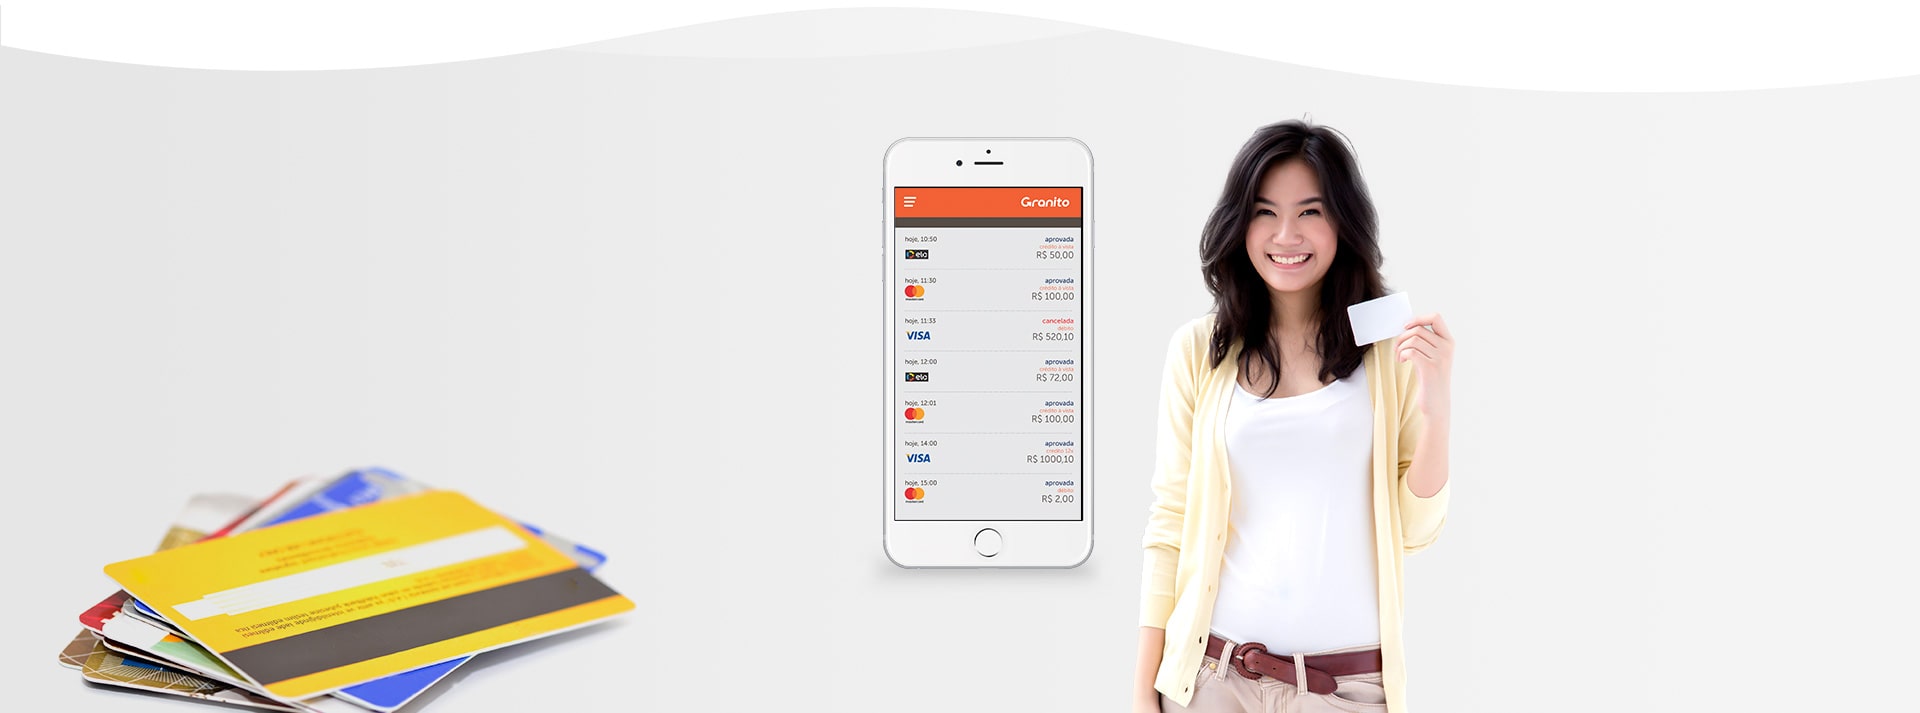 Granito
hoje, 10:50 aprovada
crédito à vista
elo R$ 50,00
hoje, 11:30 aprovada
crédito à vista
R$ 100,00
mastercard
hoje, 11:33 cancelada
débito
VISA R$ 520,10
hoje, 12:00 aprovada
crédito à vista
elo R$ 72,00
hoje, 12:01 aprovada
crédito à vista
R$ 100,00
mastercard
hoje, 14:00 aprovada
crédito 12x
VISA R$ 1000,10
hoje, 15:00 aprovada
débito
R$ 2,00
mastercard